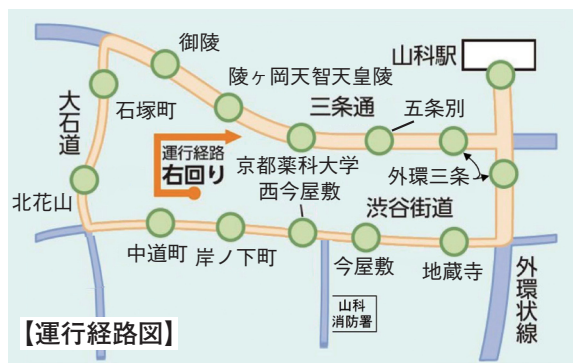 御陵
山科駅
陵ヶ岡天智天皇陵
三条通
五条別
大石道
石塚町
運行経路
右回り
京都薬科大学
西今屋敷
外環三条
渋谷街道
北花山
中道町
岸ノ下町
今屋敷
地蔵寺
外環状線
山科
消防署
【運行経路図】